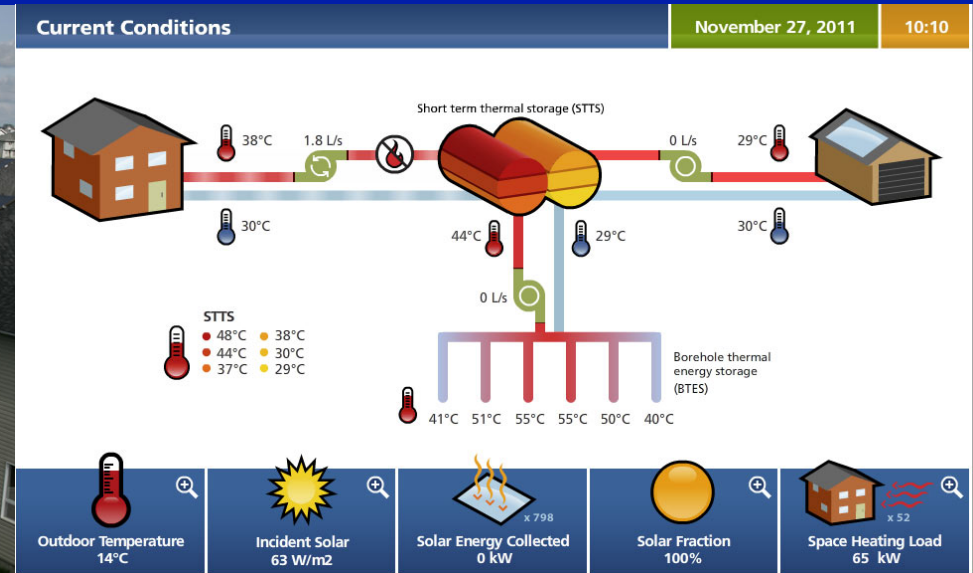 Current Conditions
November 27, 2011
10:10
Short term thermal storage (STTS)
38°C
1.8 L/s
0 L/s
29°C
30°C
44°C
29°C
30°C
0 L/s
STTS
48°C
38°C
44°C
30°C
37°C
29°C
Borehole thermal
energy storage
(BTES)
41°C 51°C 55°C 55°C 50°C 40°C
x 798
x 52
Outdoor Temperature
14°C
Incident Solar
63 W/m2
Solar Energy Collected
0 kW
Solar Fraction
100%
Space Heating Load
65 kW